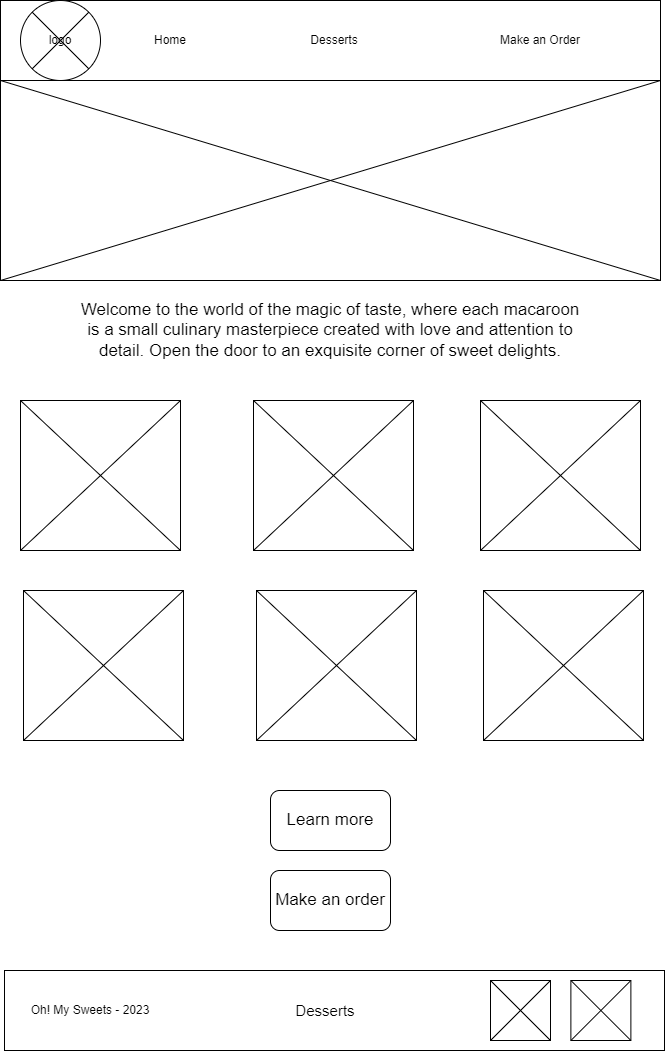 logo
Home
Desserts
Make an Order
Welcome to the world of the magic of taste, where each macaroon
is a small culinary masterpiece created with love and attention to
detail. Open the door to an exquisite corner of sweet delights.
Learn more
Make an order
Oh! My Sweets - 2023
Desserts